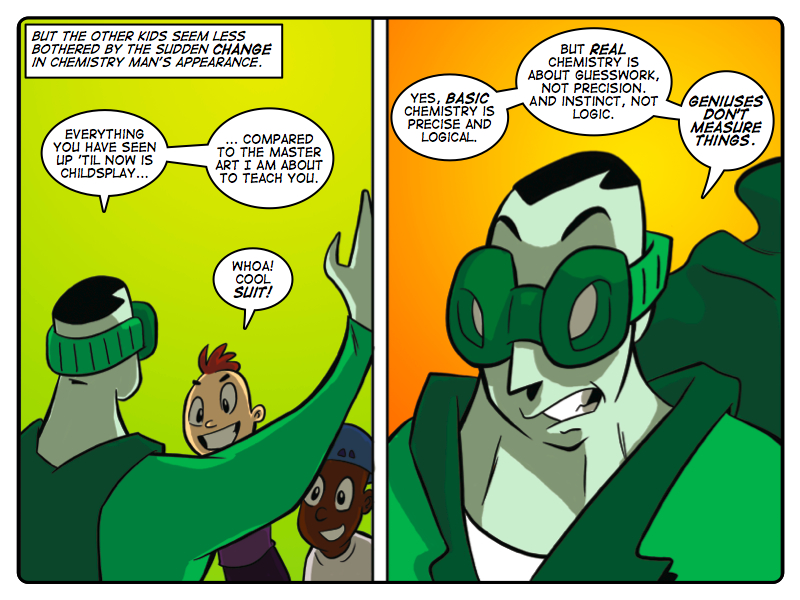 BUT THE OTHER KIDS SEEM LESS
BOTHERED BY THE SUDDEN CHANGE
IN CHEMISTRY MAN'S APPEARANCE.
EVERYTHING
YOU HAVE SEEN
UP 'TIL NOW IS
CHILDSPLAY...
... COMPARED
TO THE MASTER
ART I AM ABOUT
TO TEACH YOU.
WHOA!
COOL
SUIT!
YES, BASIC
CHEMISTRY IS
PRECISE AND
LOGICAL.
BUT REAL
CHEMISTRY IS
ABOUT GUESSWORK,
NOT PRECISION.
AND INSTINCT, NOT
LOGIC.
GENIUSES
DON'T
MEASURE
THINGS.